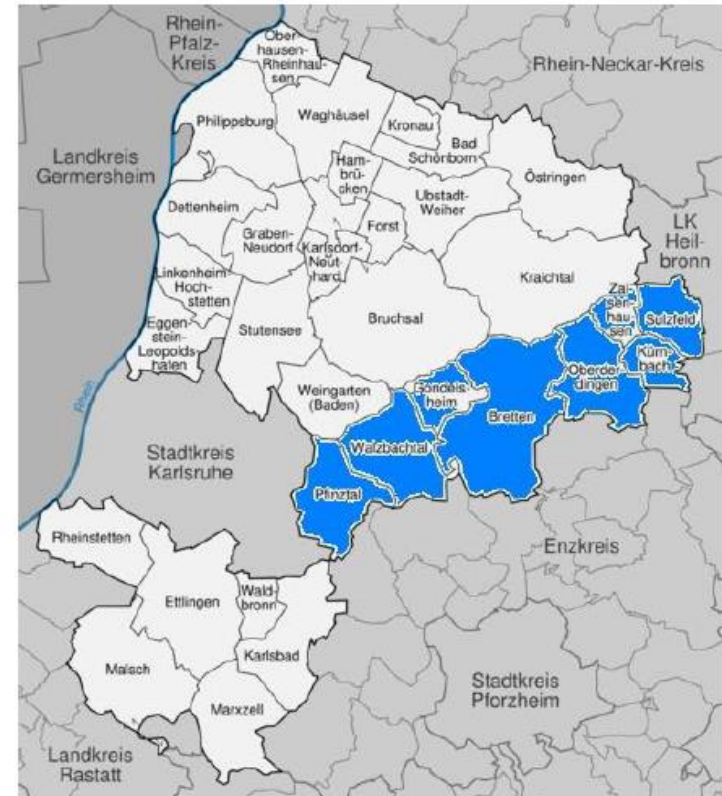 Rhein-
Pfalz-
Kreis
Ober
hausen-
Rheinhau-
sen
Rhein-Neckar-Kreis
Waghäusel
Philippsburg
Kronau
Bad
Schönborn
Landkreis
Germersheim
Ham-
brü-
cken
Östringen
Ubstadt-
Weiher
Dettenheim
Forst
Graben-
Neudorf
Karlsdorf-
Neut-
hard
LK
Heil-
bronn
Linkenheim-
Hoch-
stetten
Kraichtal
Zai-
sen-
hau-
sen
Sulzfeld
Eggen-
stein-
Leopolds-
hafen
Stutensee
Bruchsal
Kürn-
bach
Oberder-
dingen
Weingarten
(Baden)
Gondels-
heim
Bretten
Rhein
Walzbachtal
Stadtkreis
Karlsruhe
Pfinztal
Rheinstetten
Enzkreis
Ettlingen
Wald-
bronn
Karlsbad
Malsch
Stadtkreis
Pforzheim
Marxzell
Landkreis
Rastatt